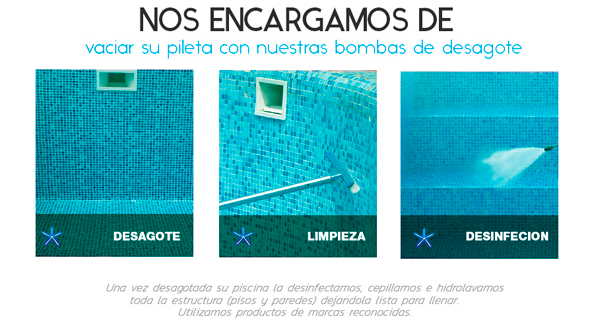 NOS ENCARGAMOS DE
vaciar su pileta con nuestras bombas de desagote
DESAGOTE
LIMPIEZA
DESINFECION
Una vez desagotada su piscina la desinfectamos, cepillamos e hidrolavamos
toda la estructura (pisos y paredes) dejandola lista para llenar.
Utilizamos productos de marcas reconocidas.